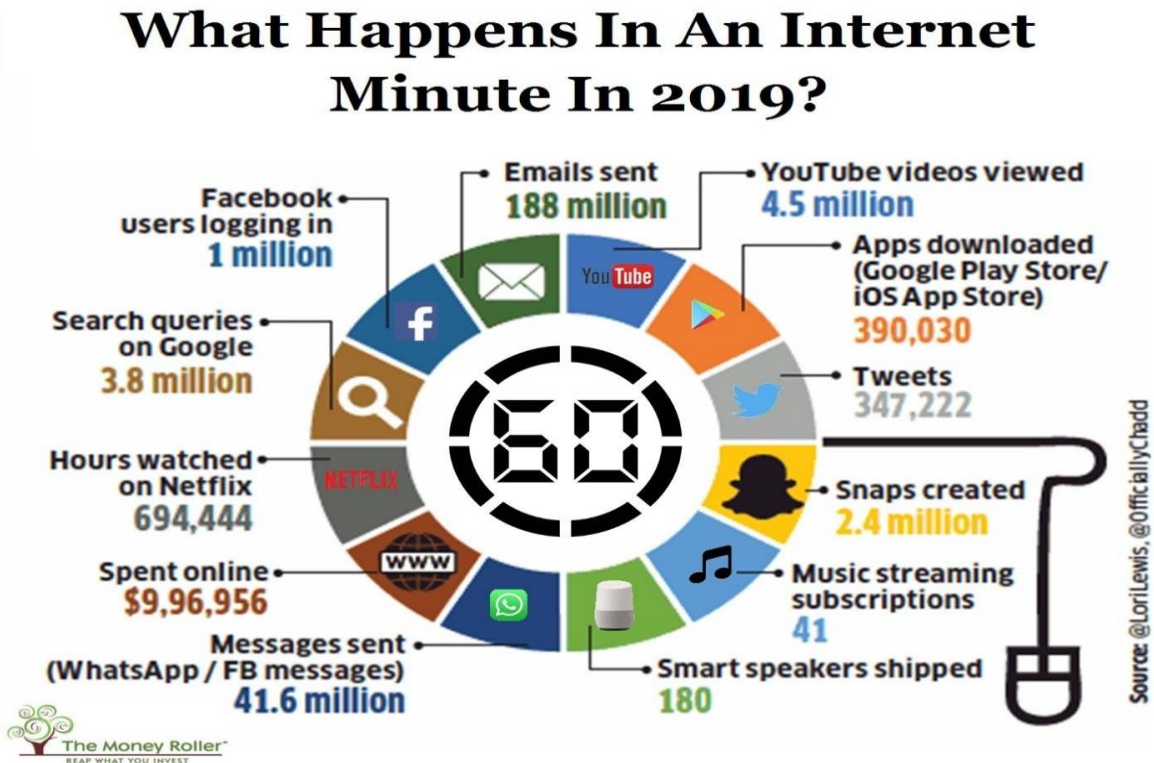 What Happens In An Internet
Minute In 2019?
Emails sent
188 million
YouTube videos viewed
4.5 million
Facebook
users logging in
1 million
Apps downloaded
(Google Play Store/
iOS App Store)
390,030
Search queries
on Google
3.8 million
Tweets
347,222
Hours watched
on Netflix
694,444
Snaps created
2.4 million
Spent online
$9,96,956
Music streaming
subscriptions
41
Messages sent
(WhatsApp / FB messages)
41.6 million
Smart speakers shipped
180
YouTube
f
NETFLIX
WWW
60
Source: @LoriLewis, @OfficiallyChadd
The Money Roller™
REAP WHAT YOU INVEST